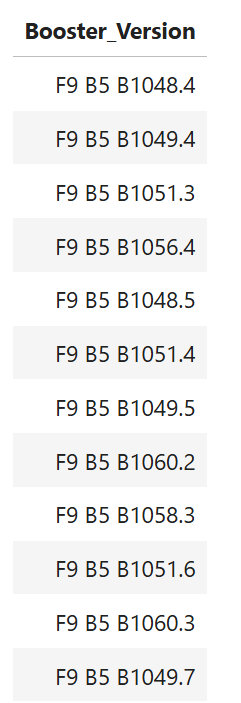 Booster_Version
F9 B5 B1048.4
F9 B5 B1049.4
F9 B5 B1051.3
F9 B5 B1056.4
F9 B5 B1048.5
F9 B5 B1051.4
F9 B5 B1049.5
F9 B5 B1060.2
F9 B5 B1058.3
F9 B5 B1051.6
F9 B5 B1060.3
F9 B5 B1049.7